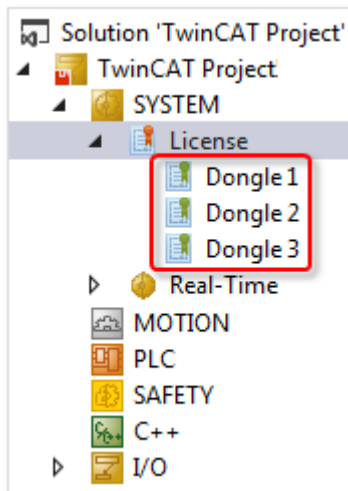 Solution 'TwinCAT Project'
TwinCAT Project
SYSTEM
License
Dongle 1
Dongle 2
Dongle 3
Real-Time
MOTION
PLC
SAFETY
C++
I/O